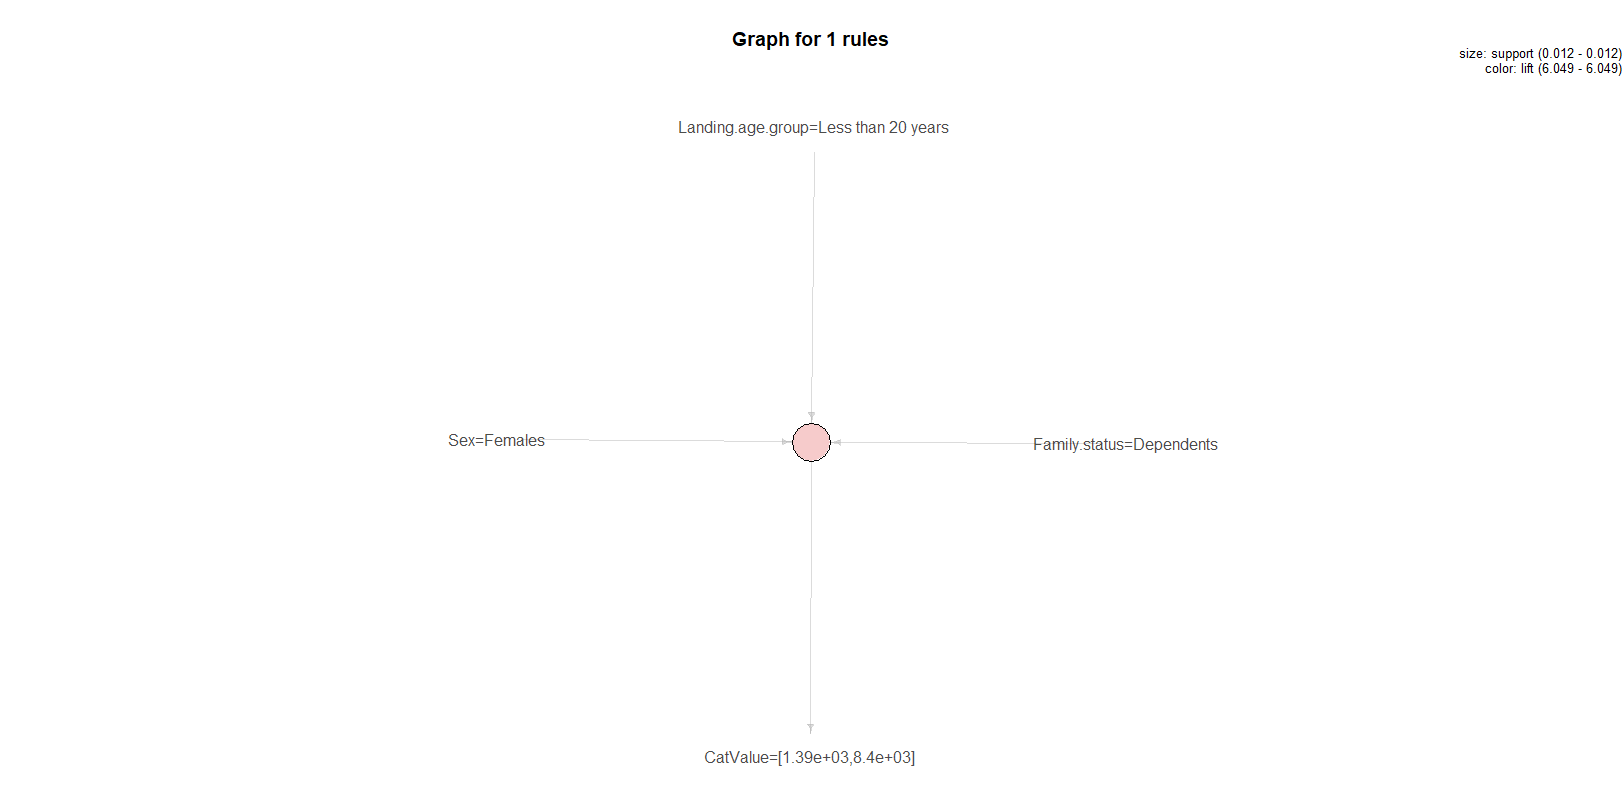 Graph for 1 rules
size: support (0.012 - 0.012)
color: lift (6.049 - 6.049)
Landing.age.group=Less than 20 years
Sex=Females
Family.status=Dependents
CatValue=[1.39e+03,8.4e+03]